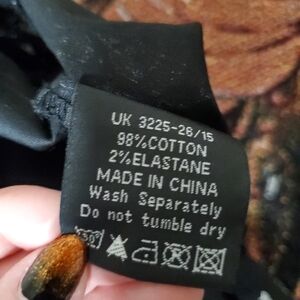 UK 3225-26/15
98%COTTON
2%ELASTANE
MADE IN CHINA
Wash Separately
Do not tumble dry